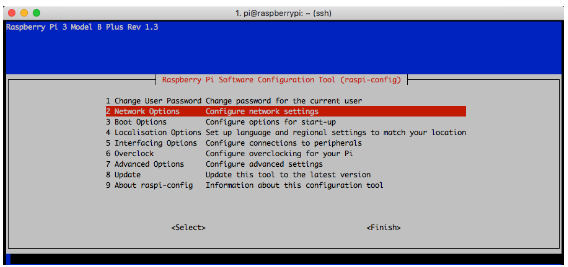 1. pi@raspberrypi: ~ (ssh)
Raspberry Pi 3 Model B Plus Rev 1.3
Raspberry Pi Software Configuration Tool (raspi-config)
1 Change User Password Change password for the current user
2 Network Options Configure network settings
3 Boot Options Configure options for start-up
4 Localisation Options Set up language and regional settings to match your location
5 Interfacing Options Configure connections to peripherals
6 Overclock Configure overclocking for your Pi
7 Advanced Options Configure advanced settings
8 Update Update this tool to the latest version
9 About raspi-config Information about this configuration tool
<Select> <Finish>